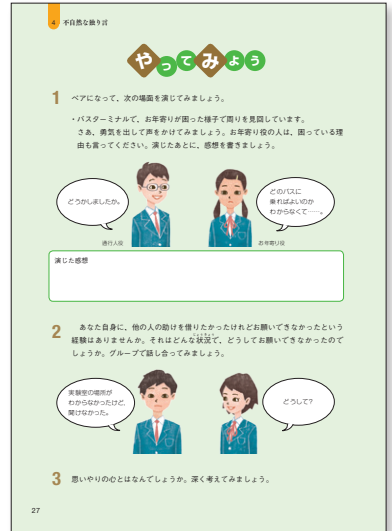 4 不自然な独り言
やってみよう
1 ペアになって、次の場面を演じてみましょう。
・バスターミナルで、お年寄りが困った様子で周りを見回しています。
さあ、勇気を出して声をかけてみましょう。お年寄り役の人は、困っている理
由も言ってください。演じたあとに、感想を書きましょう。
どうかしましたか。
どのバスに
乗ればよいのか
わからなくて……。
通行人役
お年寄り役
演じた感想
2 あなた自身に、他の人の助けを借りたかったけれどお願いできなかったという
経験はありませんか。それはどんな状況で、どうしてお願いできなかったので
じょうきょう
しょうか。グループで話し合ってみましょう。
実験室の場所が
わからなかったけど、
聞けなかった。
どうして?
3 思いやりの心とはなんでしょうか。深く考えてみましょう。
27